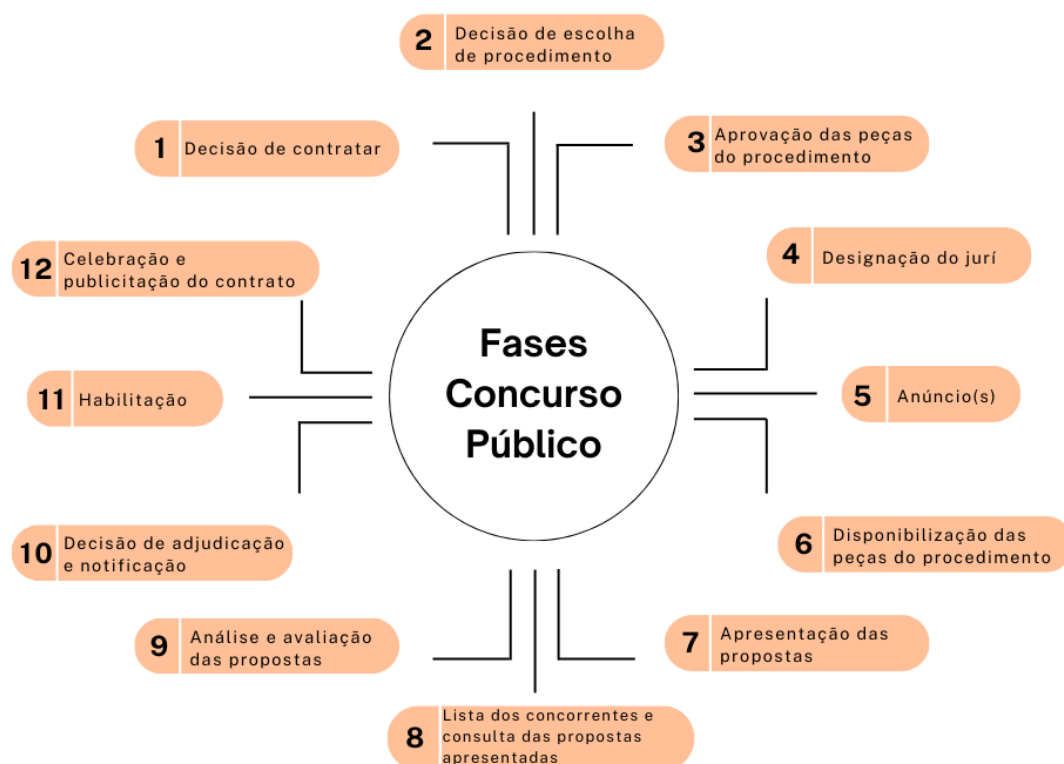 Fases
Concurso
Público
1 Decisão de contratar
2 Decisão de escolha
de procedimento
3 Aprovação das peças
do procedimento
4 Designação do jurí
5 Anúncio(s)
6 Disponibilização das
peças do procedimento
7 Apresentação das
propostas
8 Lista dos concorrentes e
consulta das propostas
apresentadas
9 Análise e avaliação
das propostas
10 Decisão de adjudicação
e notificação
11 Habilitação
12 Celebração e
publicitação do contrato